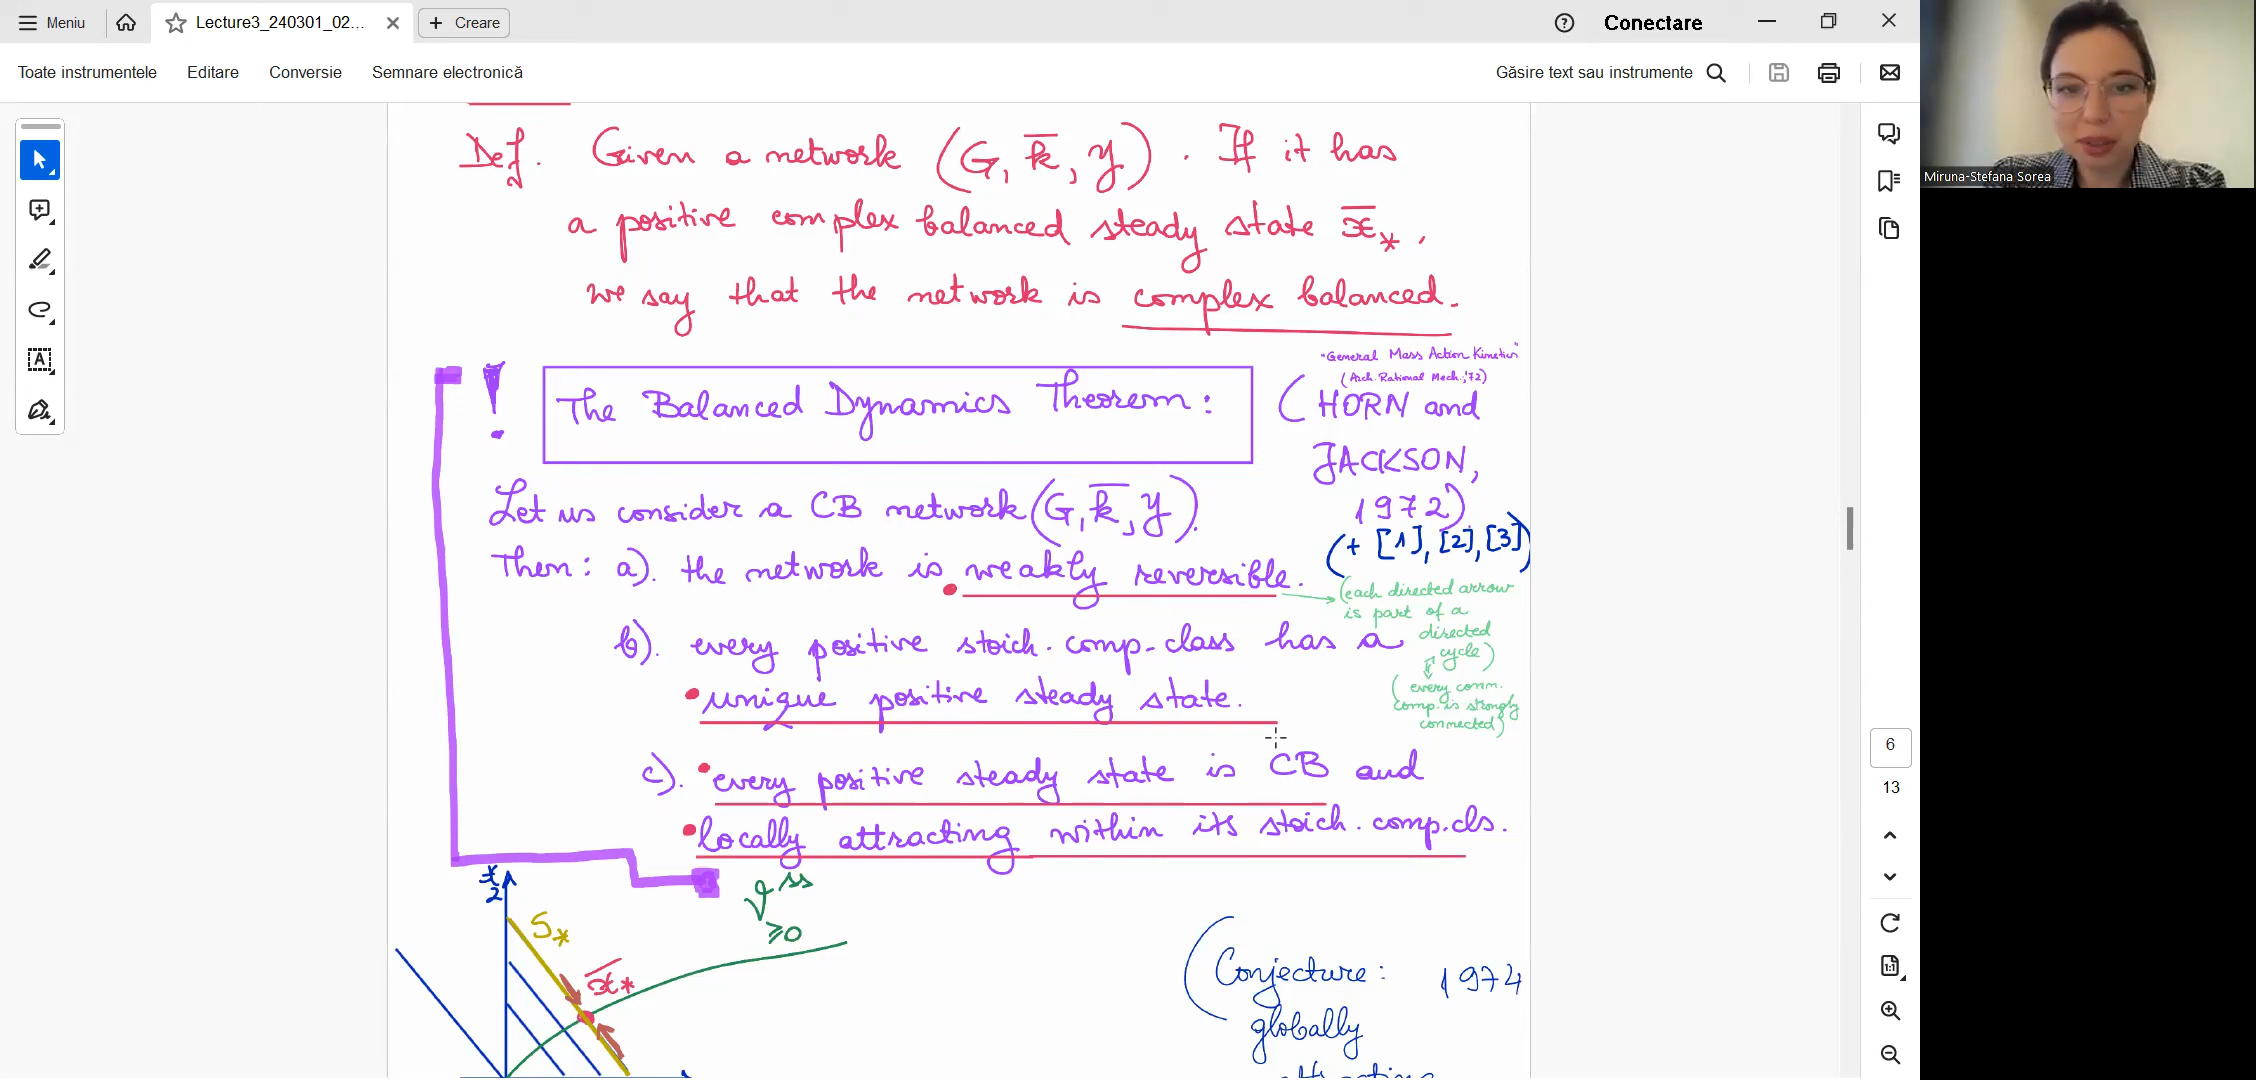 Meniu
Lecture3_240301_02...
Creare
Conectare
Toate instrumentele Editare Conversie Semnare electronică
Găsire text sau instrumente
Miruna-Stefana Sorea
Def. Given a network (G, k̅, y). If it has
a positive complex balanced steady state x̅*,
we say that the network is complex balanced.
! The Balanced Dynamics Theorem:
"General Mass Action Kinetics"
(Arch. Rational Mech., '72)
(HORN and
JACKSON,
1972)
(+ [1], [2], [3])
Let us consider a CB network (G, k̅, y).
Then: a). the network is weakly reversible.
(each directed arrow
is part of a
directed
cycle)
(every conn.
comp. is strongly
connected)
b). every positive stoich. comp. class has a
unique positive steady state.
c). every positive steady state is CB and
locally attracting within its stoich. comp. cls.
x2
S*
x̅*
ss
≥0
(Conjecture: 1974
globally
attracting
6
13